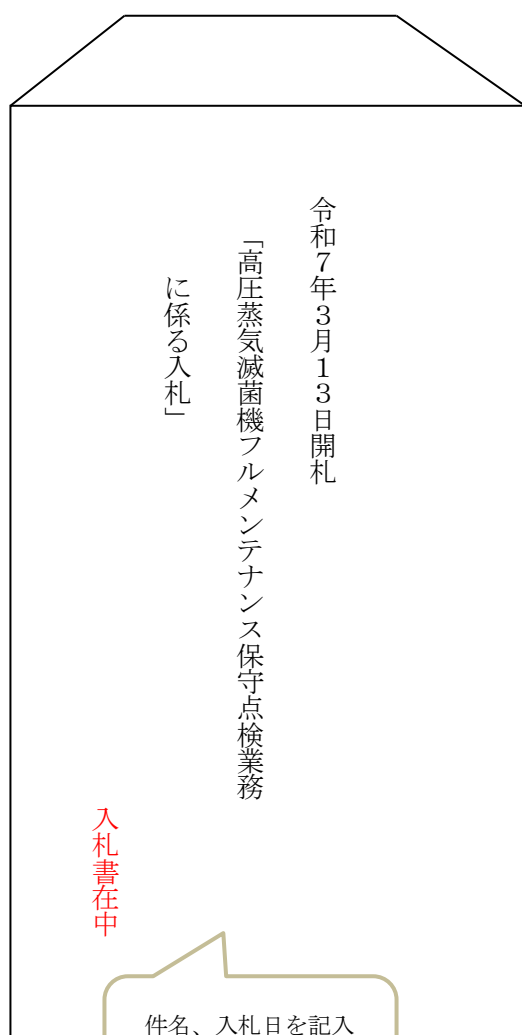 令和７年３月１３日開札
「高圧蒸気滅菌機フルメンテナンス保守点検業務
に係る入札」
入札書在中
件名、入札日を記入